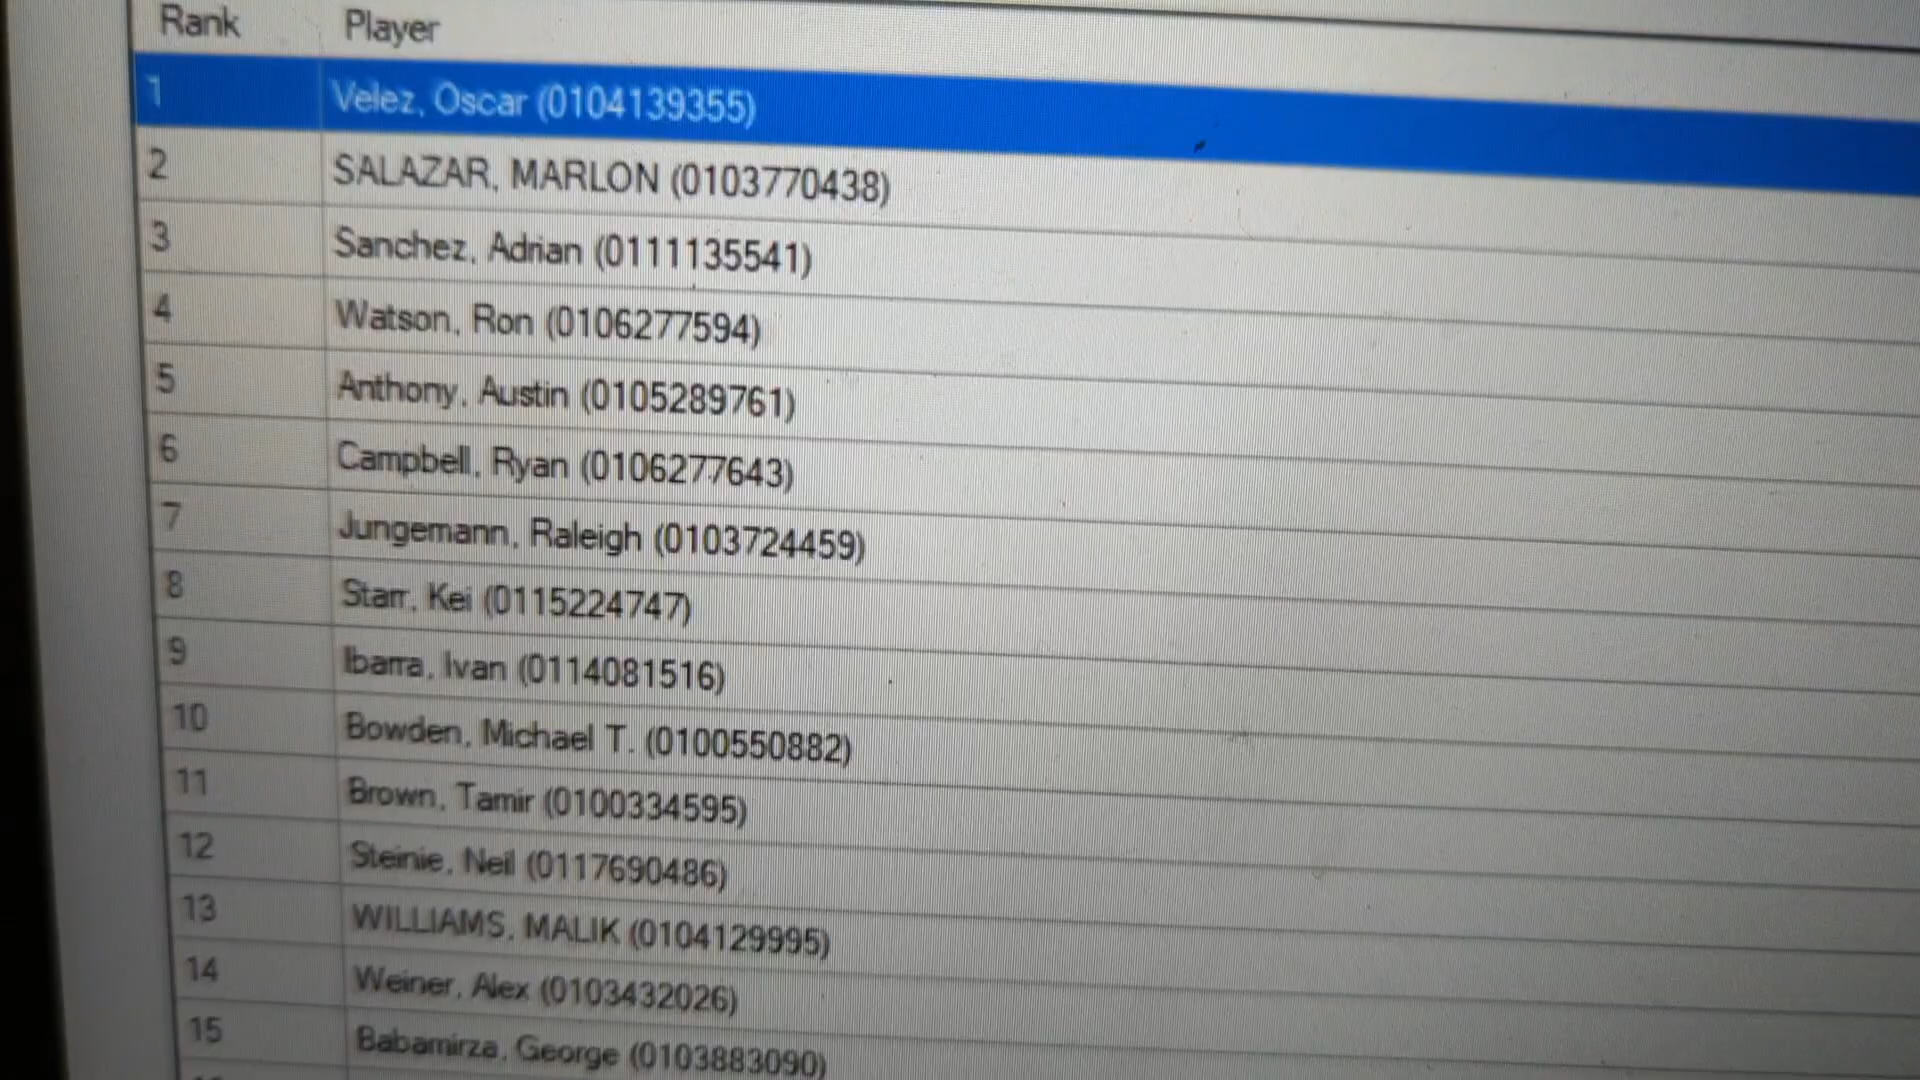 Rank Player
1 Velez, Oscar (0104139355)
2 SALAZAR, MARLON (0103770438)
3 Sanchez, Adrian (0111135541)
4 Watson, Ron (0106277594)
5 Anthony, Austin (0105289761)
6 Campbell, Ryan (0106277643)
7 Jungemann, Raleigh (0103724459)
8 Starr, Kei (0115224747)
9 Ibarra, Ivan (0114081516)
10 Bowden, Michael T. (0100550882)
11 Brown, Tamir (0100334595)
12 Steinie, Neil (0117690486)
13 WILLIAMS, MALIK (0104129995)
14 Weiner, Alex (0103432026)
15 Babamirza, George (0103883090)